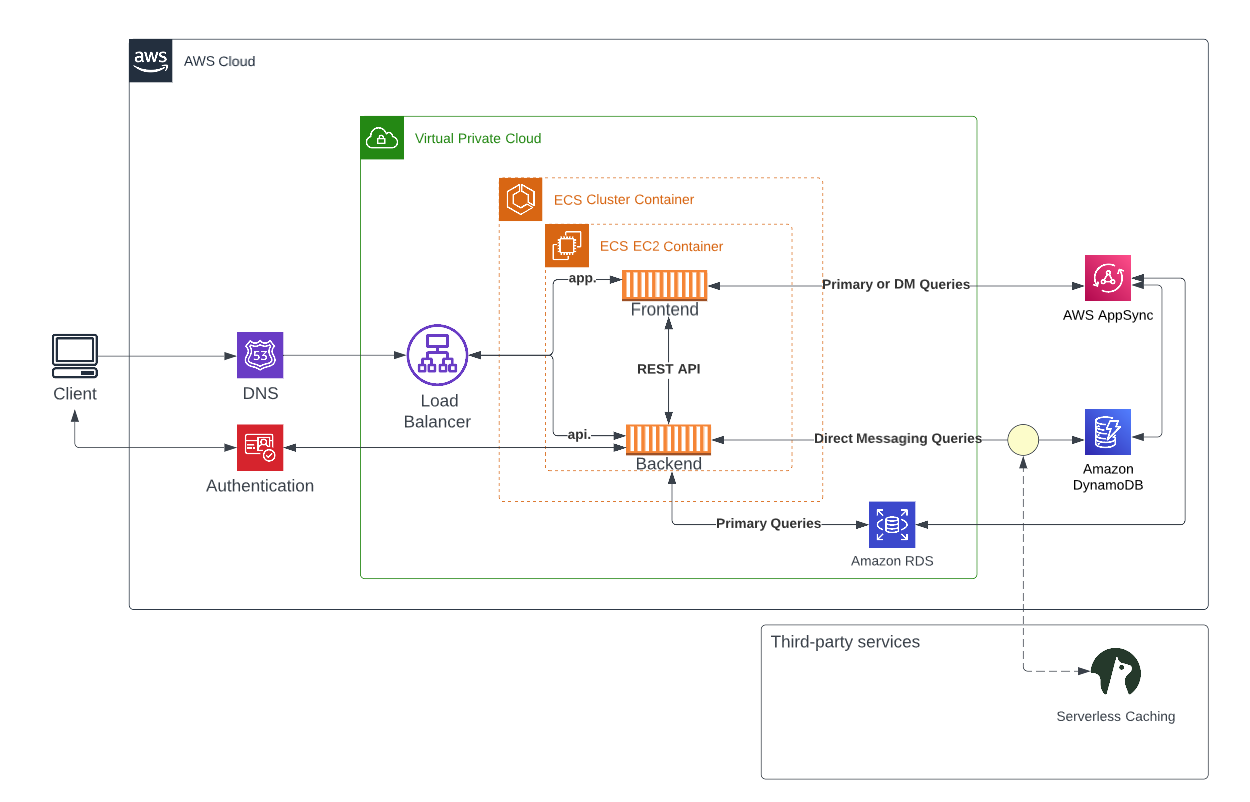 aws
AWS Cloud
Virtual Private Cloud
ECS Cluster Container
ECS EC2 Container
app.
Frontend
Primary or DM Queries
AWS AppSync
Client
53
DNS
Load
Balancer
REST API
api.
Backend
Direct Messaging Queries
Amazon
DynamoDB
Authentication
Primary Queries
Amazon RDS
Third-party services
Serverless Caching